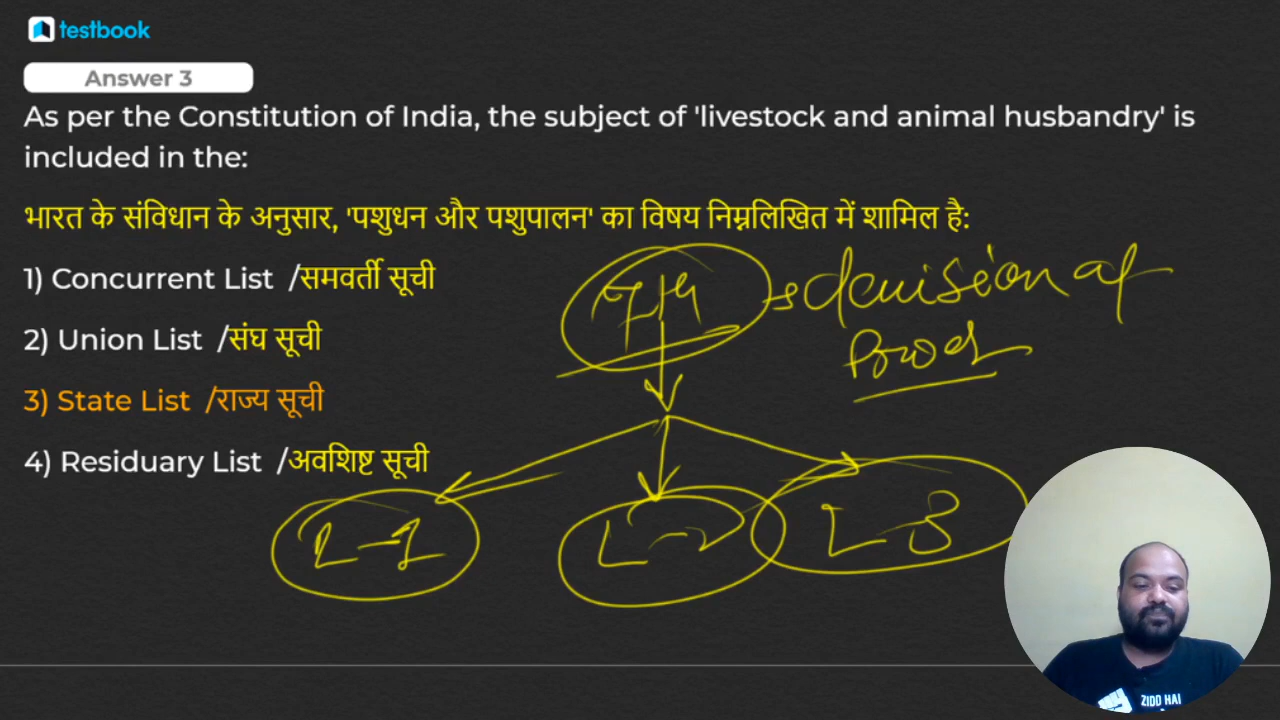 testbook
Answer 3
As per the Constitution of India, the subject of 'livestock and animal husbandry' is
included in the:
भारत के संविधान के अनुसार, 'पशुधन और पशुपालन' का विषय निम्नलिखित में शामिल है:
1) Concurrent List /समवर्ती सूची
2) Union List /संघ सूची
3) State List /राज्य सूची
4) Residuary List /अवशिष्ट सूची
of
L-1 L-2 L-3
ZIDD HAI